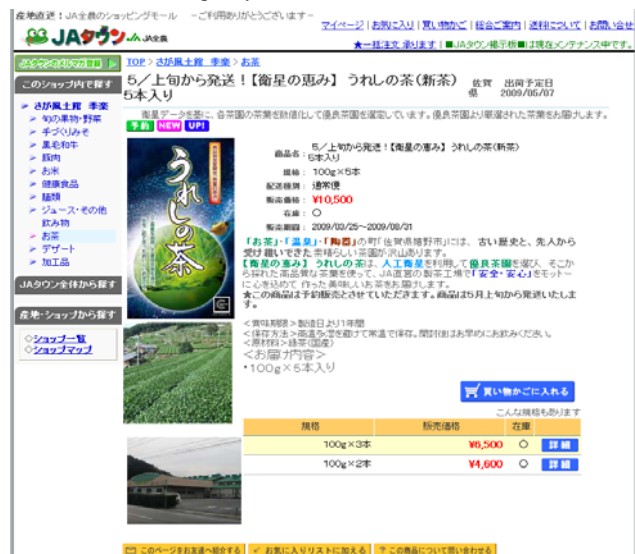 産地直送!JA全農のショッピングモール －ご利用ありがとうございます－
JAタウン JA全農
マイページ | お気に入り | 買い物かご | 総合ご案内 | 送料について | お問い合せ
★一括注文 承ります | ■JAタウン掲示板■は現在メンテナンス中です。
JAタウンのメルマガ登録
このショップ内で探す
さが風土館 季楽
旬の果物・野菜
手づくりみそ
黒毛和牛
豚肉
お米
健康食品
麺類
ジュース・その他
飲み物
お茶
デザート
加工品
JAタウン全体から探す
産地・ショップから探す
◇ショップ一覧
◇ショップマップ
TOP > さが風土館 季楽 > お茶
5/上旬から発送!【衛星の恵み】 うれしの茶(新茶)
5本入り
佐賀県 出荷予定日 2009/05/07
衛星データを基に、各茶園の茶葉を数値化して優良茶園を選定しています。優良茶園より厳選された茶葉をお届けします。
予約 NEW UP!
うれしの茶
商品名: 5/上旬から発送!【衛星の恵み】 うれしの茶(新茶)
5本入り
規格: 100g×5本
配送種別: 通常便
販売価格: ¥10,500
在庫: ○
販売期間: 2009/03/25～2009/08/31
「お茶」・「温泉」・「陶器」の町「佐賀県嬉野市」には、古い歴史と、先人から
受け継いできた素晴らしい茶園が沢山あります。
【衛星の恵み】 うれしの茶は、人工衛星を利用して優良茶園を選び、そこか
ら採れた高品質な茶葉を使って、JA直営の製茶工場で「安全・安心」をモットー
に心を込めて 作った美味しいお茶をお届けします。
★この商品は予約販売とさせていただきます。商品は5月上旬から発送いたしま
す。
<賞味期限>製造日より1年間
<保存方法>高温多湿を避けて常温で保存。開封後はお早めにお飲みください。
<原材料>緑茶(国産)
<お届け内容>
・100g×5本入り
買い物かごに入れる
こんな規格もあります
規格 販売価格 在庫
100g×3本 ¥6,500 ○ 詳細
100g×2本 ¥4,600 ○ 詳細
このページをお友達へ紹介する お気に入りリストに加える ? この商品について問い合わせる